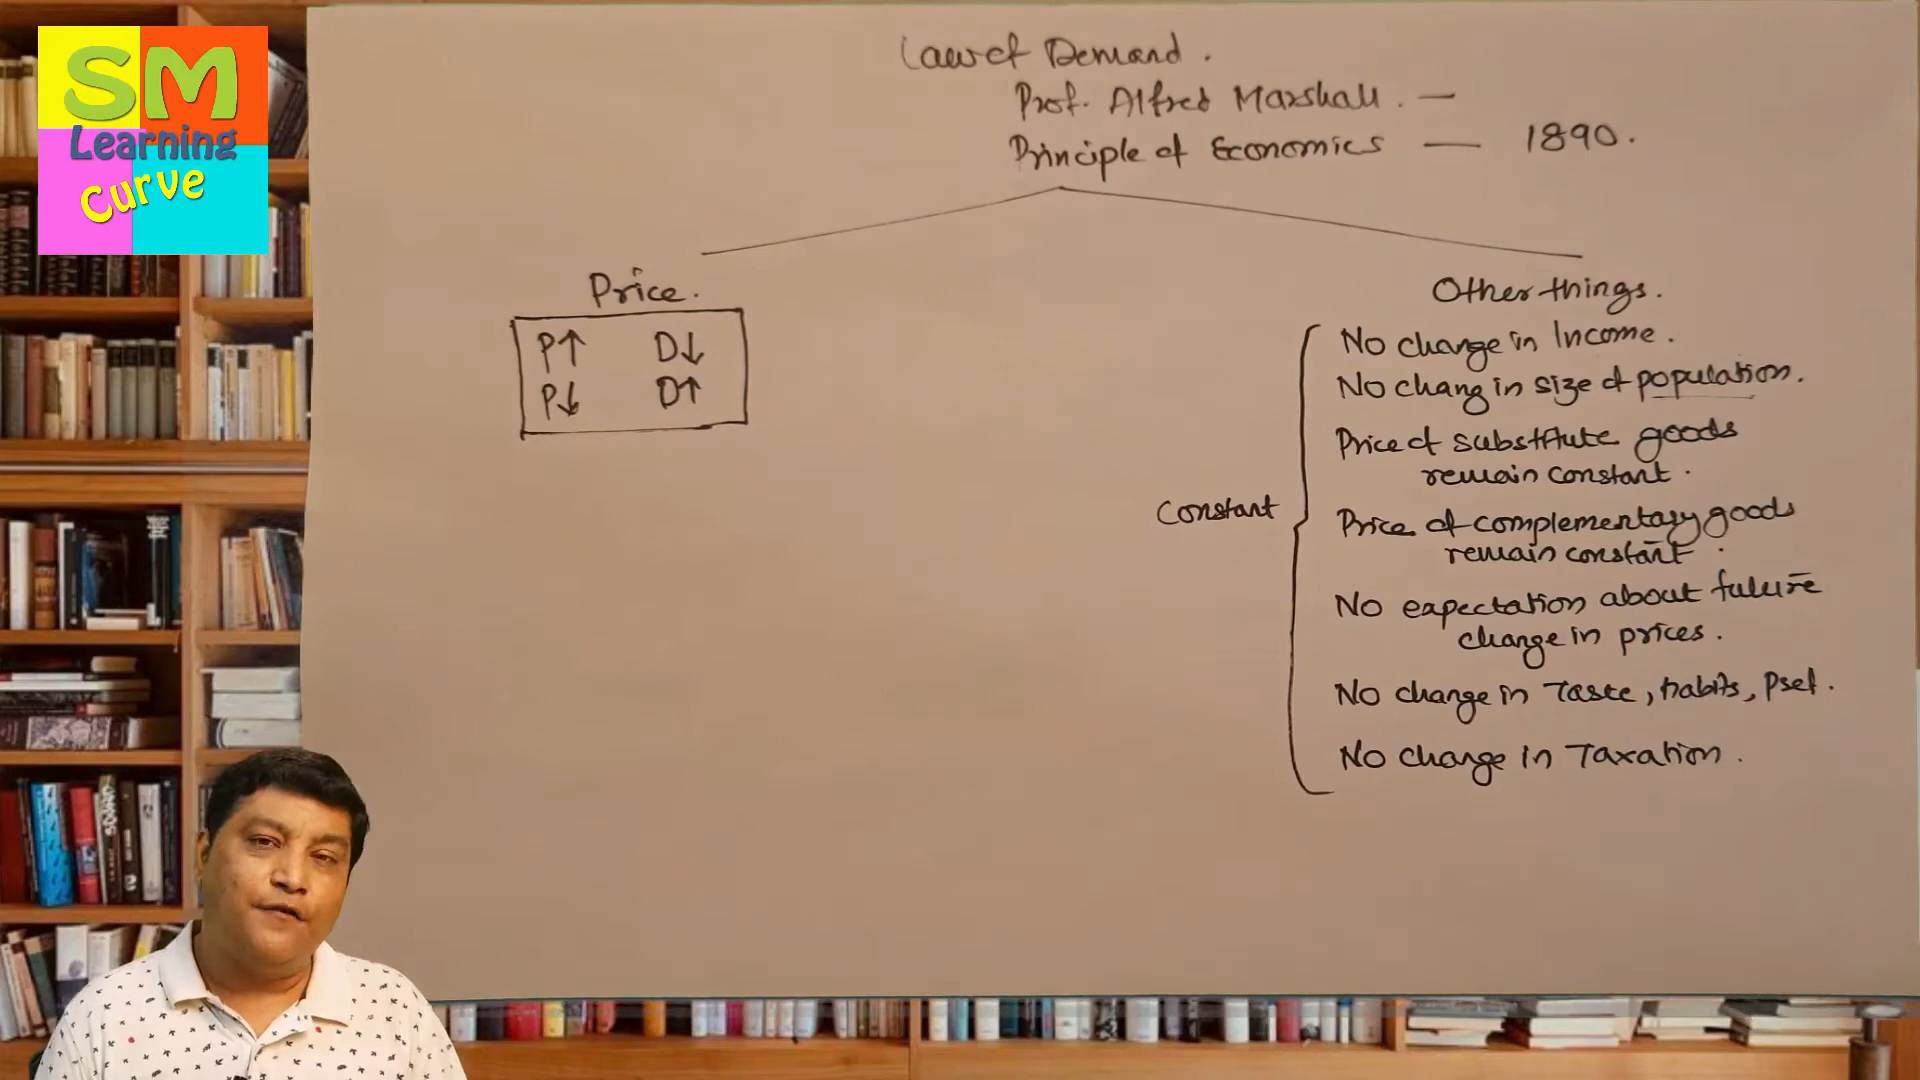 SM
Learning
Curve
Law of Demand.
Prof. Alfred Marshall. —
Principle of Economics — 1890.
Price.
P↑ D↓
P↓ D↑
Other things.
Constant
No change in Income.
No chang in size of population.
Price of substitute goods
remain constant.
Price of complementary goods
remain constant.
No expectation about future
change in prices.
No change in Taste, habits,
No change in Taxation.